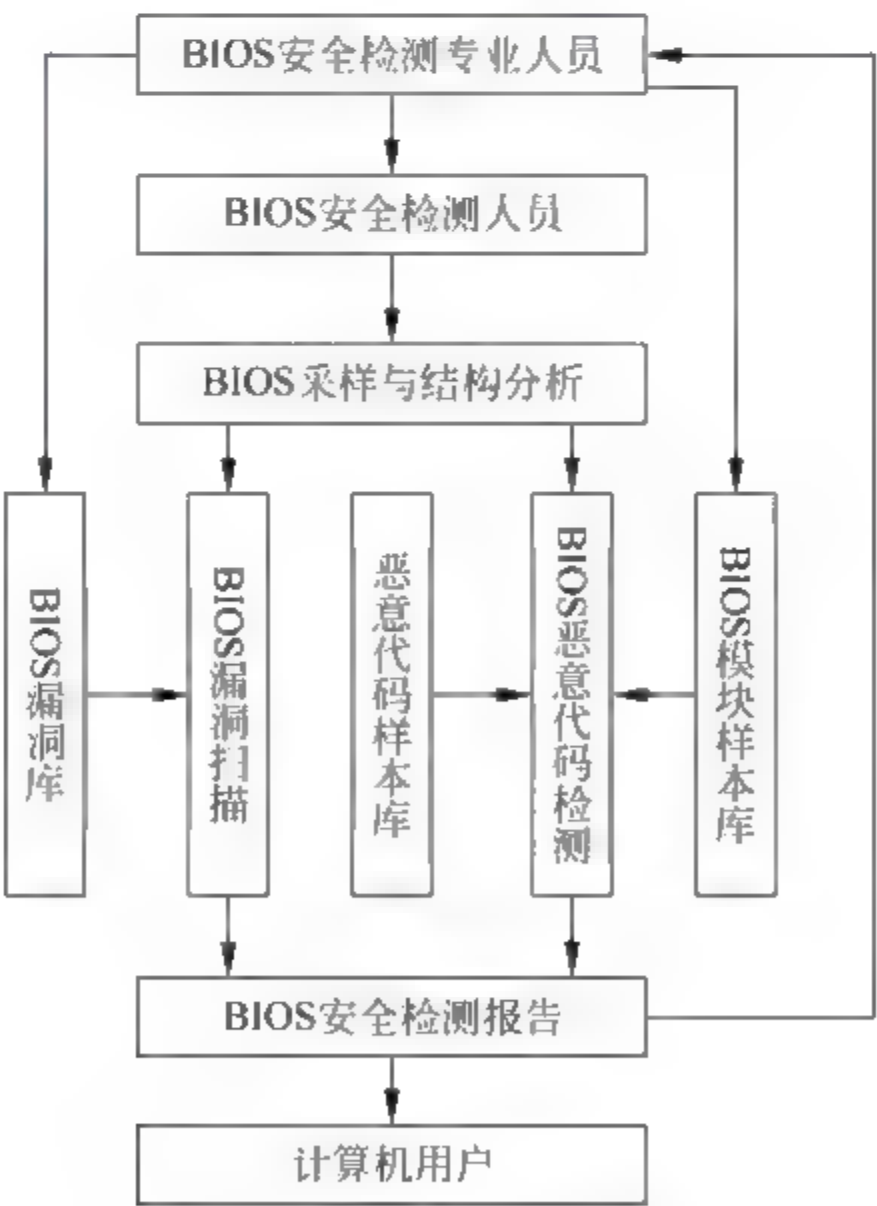 BIOS安全检测专业人员
BIOS安全检测人员
BIOS采样与结构分析
BIOS漏洞库
BIOS漏洞扫描
恶意代码样本库
BIOS恶意代码检测
BIOS模块样本库
BIOS安全检测报告
计算机用户